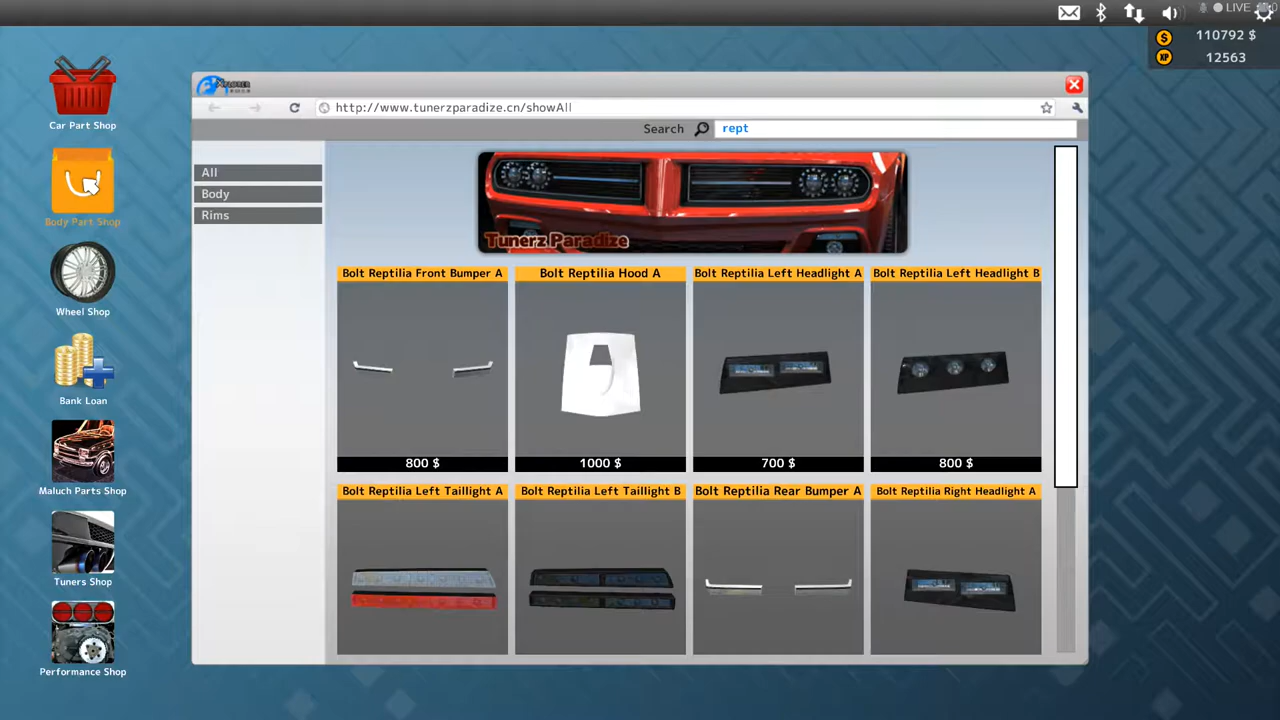 LIVE
110792 $
12563
Car Part Shop
Body Part Shop
Wheel Shop
Bank Loan
Maluch Parts Shop
Tuners Shop
Performance Shop
http://www.tunerzparadize.cn/showAll
Search rept
All
Body
Rims
Tunerz Paradize
Bolt Reptilia Front Bumper A
800 $
Bolt Reptilia Hood A
1000 $
Bolt Reptilia Left Headlight A
700 $
Bolt Reptilia Left Headlight B
800 $
Bolt Reptilia Left Taillight A
Bolt Reptilia Left Taillight B
Bolt Reptilia Rear Bumper A
Bolt Reptilia Right Headlight A